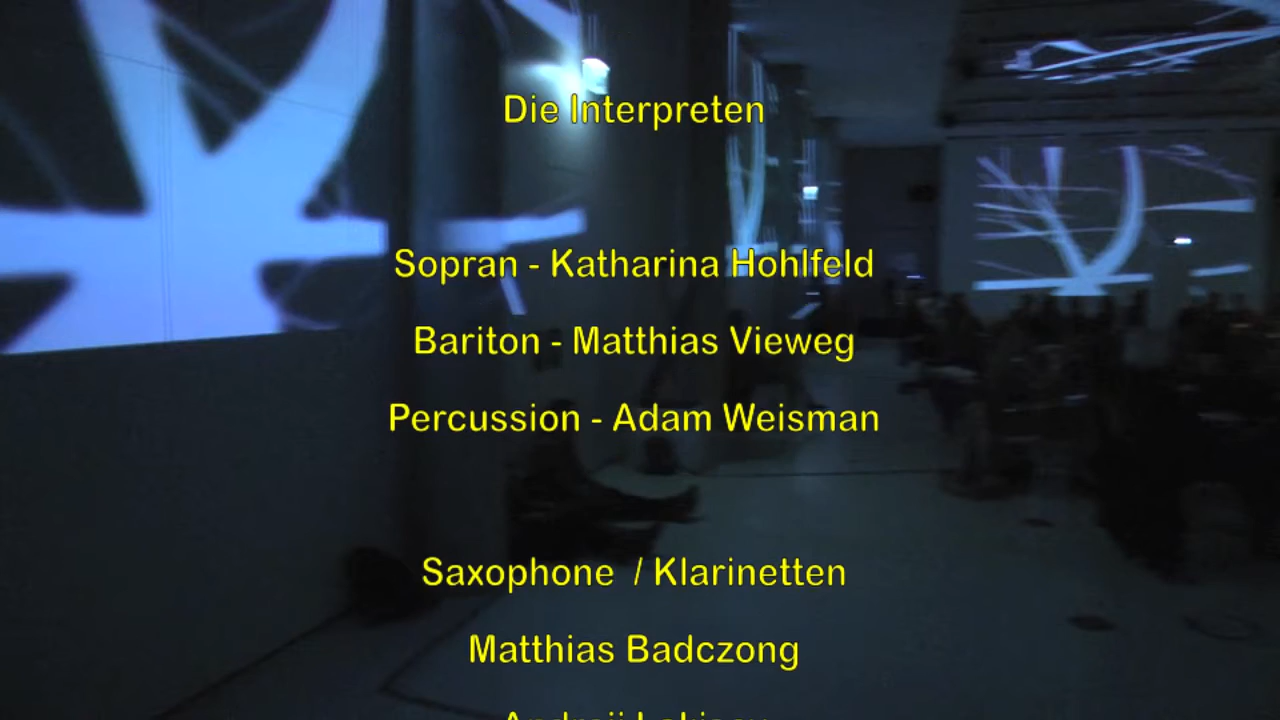 Die Interpreten
Sopran - Katharina Hohlfeld
Bariton - Matthias Vieweg
Percussion - Adam Weisman
Saxophone / Klarinetten
Matthias Badczong